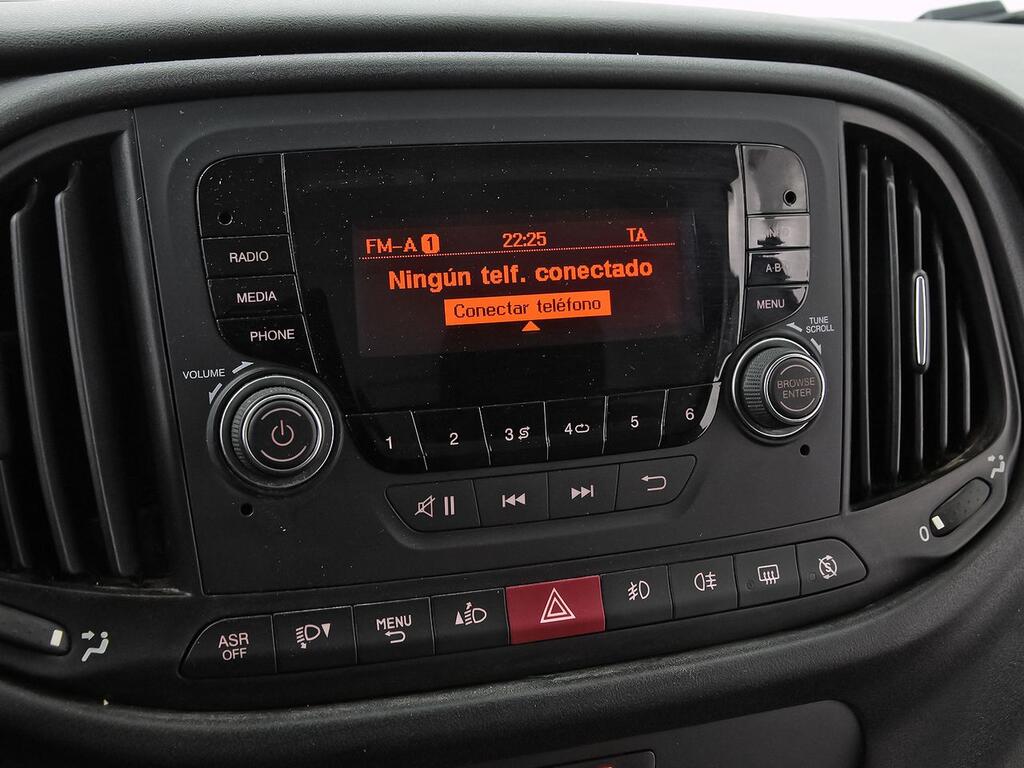 FM-A 1 22:25 TA
Ningún telf. conectado
Conectar teléfono
RADIO
MEDIA
PHONE
VOLUME
A-B
MENU
TUNE
SCROLL
BROWSE
ENTER
1 2 3 4 5 6
0
ASR
OFF
MENU